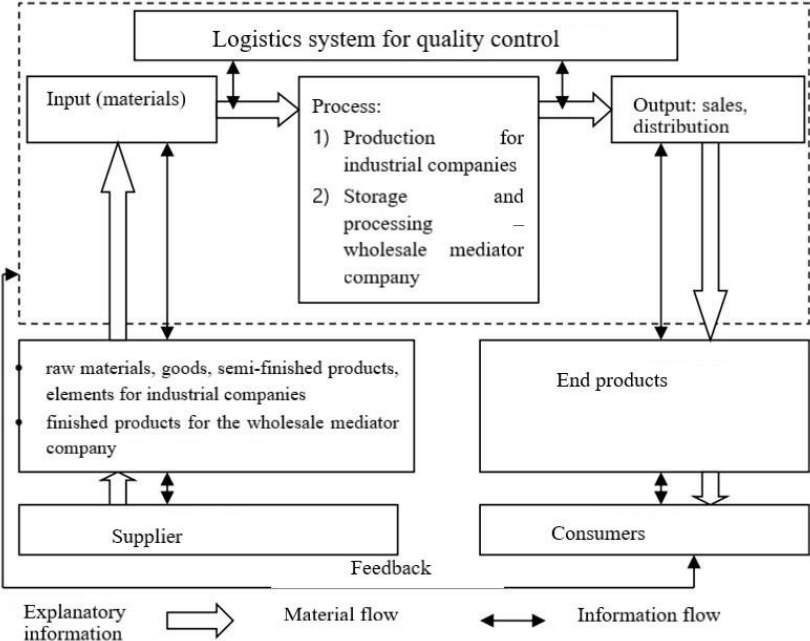 Logistics system for quality control
Input (materials)
Process:
1) Production for
industrial companies
2) Storage and
processing –
wholesale mediator
company
Output: sales,
distribution
• raw materials, goods, semi-finished products,
elements for industrial companies
• finished products for the wholesale mediator
company
End products
Supplier
Consumers
Feedback
Explanatory
information
Material flow
Information flow